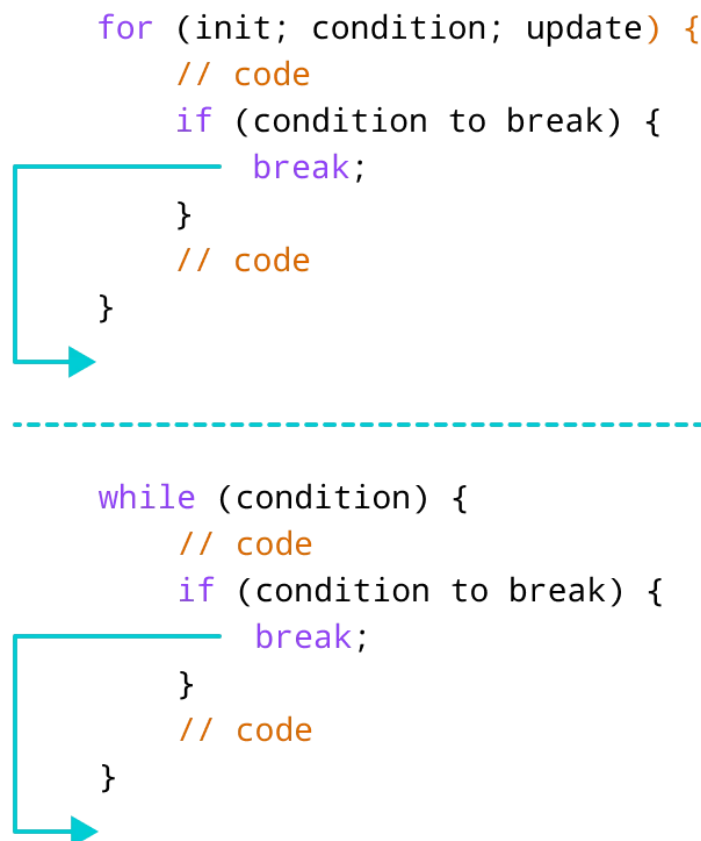 for (init; condition; update) {
    // code
    if (condition to break) {
        break;
    }
    // code
}
while (condition) {
    // code
    if (condition to break) {
        break;
    }
    // code
}